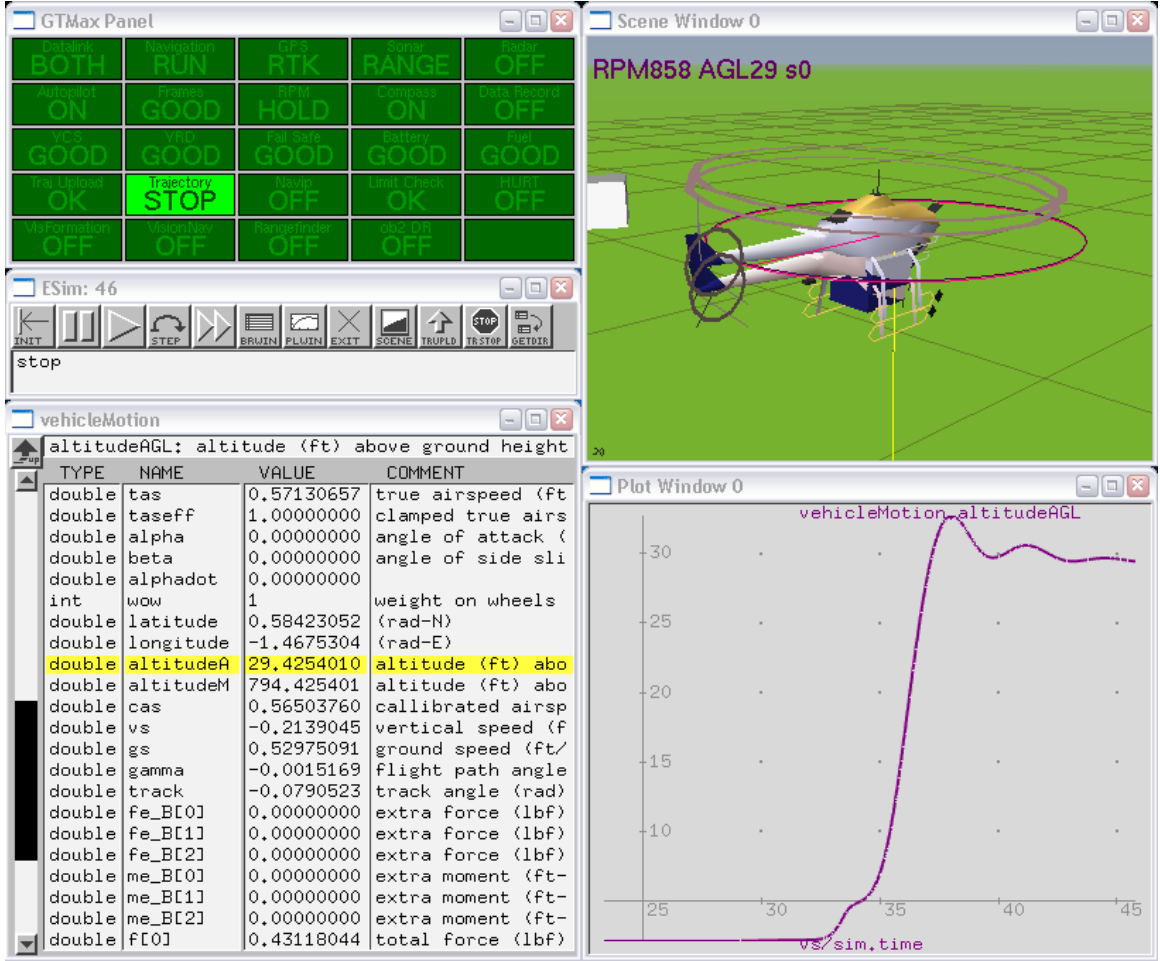 GTMax Panel
Datalink Navigation GPS Sonar Radar
BOTH RUN RTK RANGE OFF
Autopilot Frames RPM Compass Data Record
ON GOOD HOLD ON OFF
VCS VRD Fail Safe Battery Fuel
GOOD GOOD GOOD GOOD GOOD
Traj Upload Trajectory Navip Limit Check HURT
OK STOP OFF OK OFF
VisFormation VisionNav Rangefinder ob2 DR
OFF OFF OFF OFF
ESim: 46
STOP
INIT STEP BRWIN PLWIN EXIT SCENE TRUPLD TRSTOP GETDIR
stop
vehicleMotion
up altitudeAGL: altitude (ft) above ground height
TYPE NAME VALUE COMMENT
double tas 0.57130657 true airspeed (ft
double taseff 1.00000000 clamped true airs
double alpha 0.00000000 angle of attack (
double beta 0.00000000 angle of side sli
double alphadot 0.00000000
int wow 1 weight on wheels
double latitude 0.58423052 (rad-N)
double longitude -1.4675304 (rad-E)
double altitudeA 29.4254010 altitude (ft) abo
double altitudeM 794.425401 altitude (ft) abo
double cas 0.56503760 callibrated airsp
double vs -0.2139045 vertical speed (f
double gs 0.52975091 ground speed (ft/
double gamma -0.0015169 flight path angle
double track -0.0790523 track angle (rad)
double fe_B[0] 0.00000000 extra force (lbf)
double fe_B[1] 0.00000000 extra force (lbf)
double fe_B[2] 0.00000000 extra force (lbf)
double me_B[0] 0.00000000 extra moment (ft-
double me_B[1] 0.00000000 extra moment (ft-
double me_B[2] 0.00000000 extra moment (ft-
double f[0] 0.43118044 total force (lbf)
Scene Window 0
RPM858 AGL29 s0
20
Plot Window 0
vehicleMotion.altitudeAGL
30
25
20
15
10
25 30 35 40 45
vs/sim.time